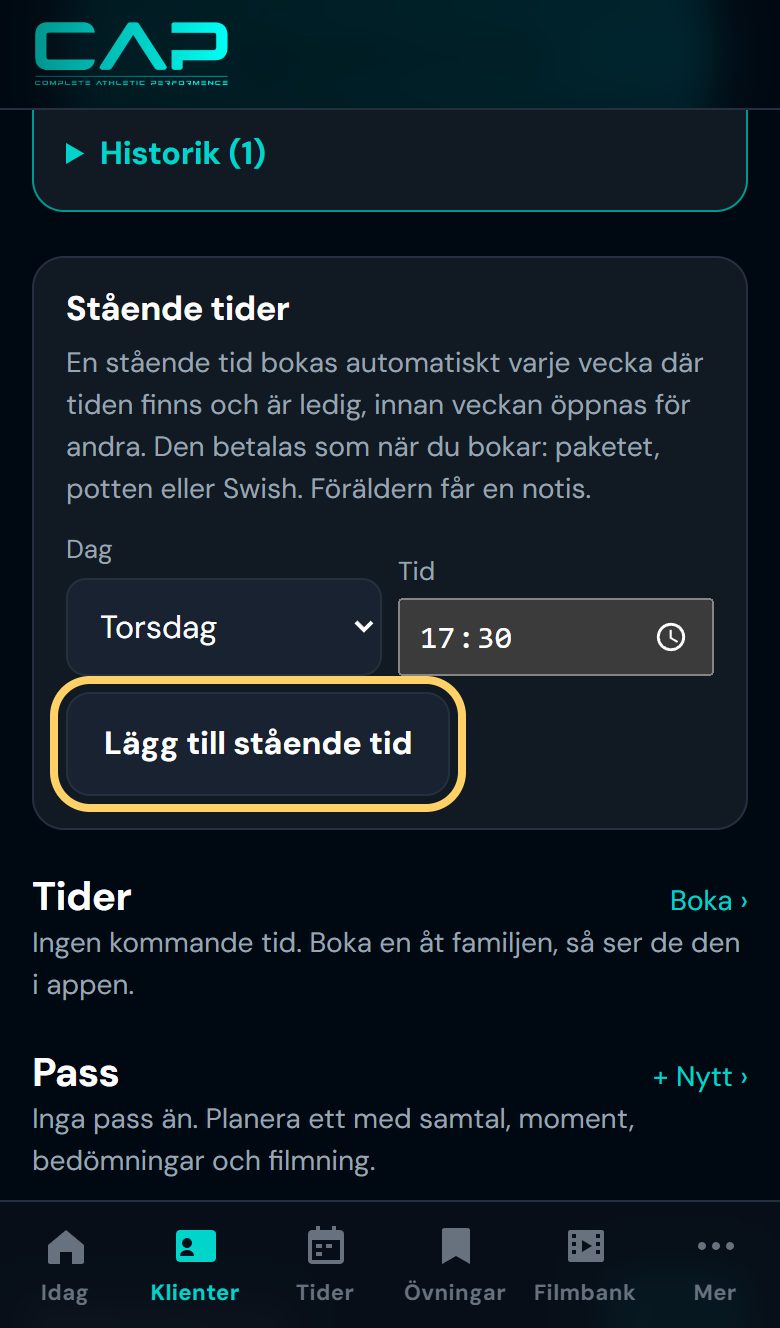 CAP
COMPLETE ATHLETIC PERFORMENCE
Historik (1)
Stående tider
En stående tid bokas automatiskt varje vecka där
tiden finns och är ledig, innan veckan öppnas för
andra. Den betalas som när du bokar: paketet,
potten eller Swish. Föräldern får en notis.
Dag
Tid
Torsdag
17:30
Lägg till stående tid
Tider
Boka ›
Ingen kommande tid. Boka en åt familjen, så ser de den
i appen.
Pass
+ Nytt ›
Inga pass än. Planera ett med samtal, moment,
bedömningar och filmning.
Idag
Klienter
Tider
Övningar
Filmbank
Mer